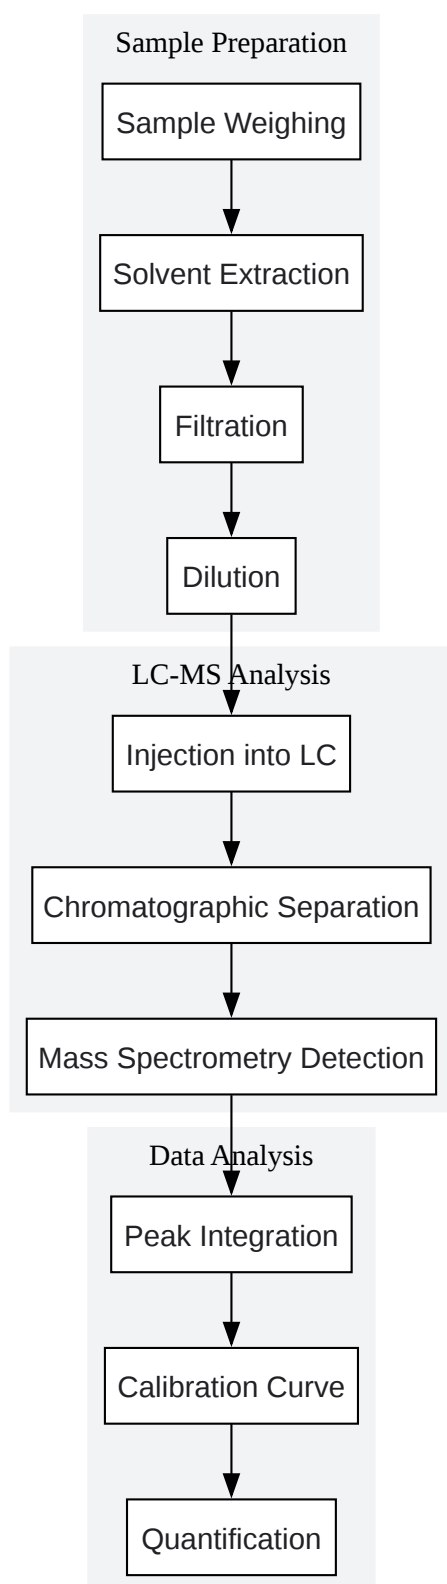 Sample Preparation
Sample Weighing
Solvent Extraction
Filtration
Dilution
LC-MS Analysis
Injection into LC
Chromatographic Separation
Mass Spectrometry Detection
Data Analysis
Peak Integration
Calibration Curve
Quantification